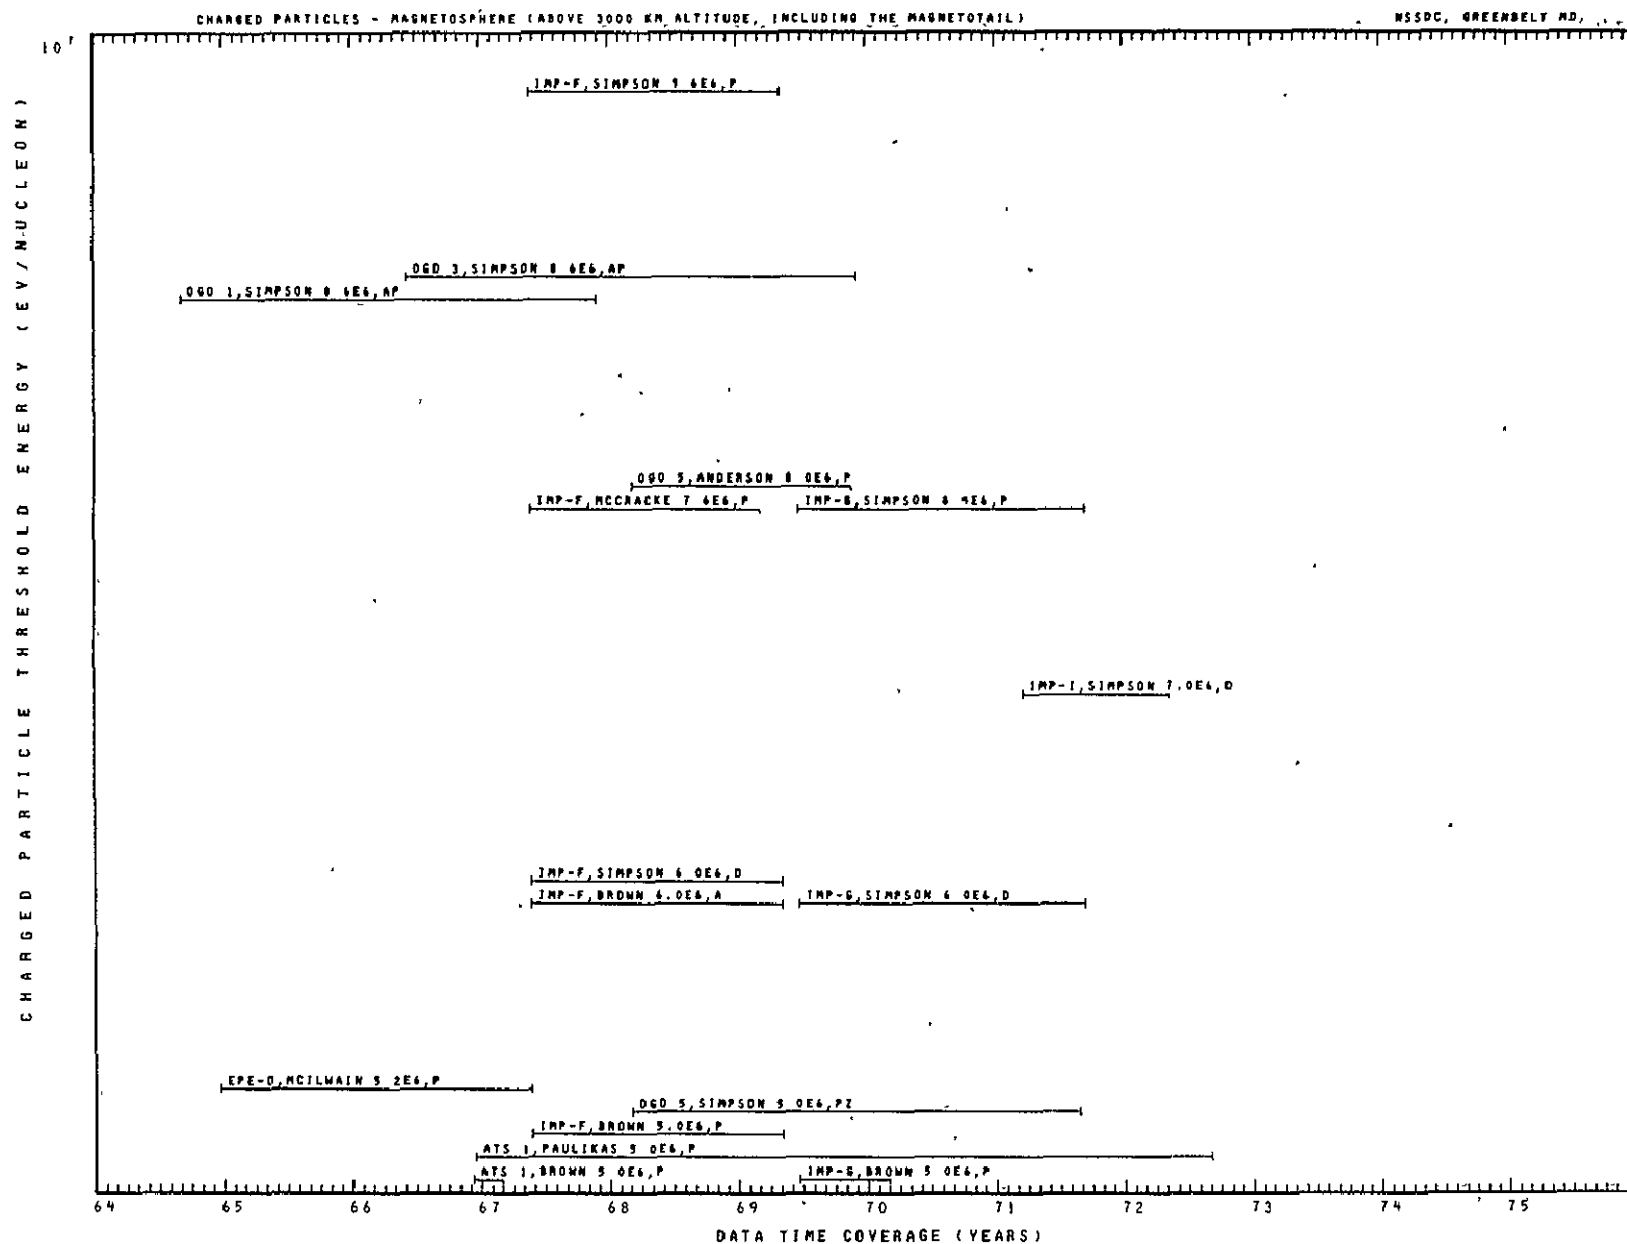 CHARGED PARTICLES - MAGNETOSPHERE (ABOVE 3000 KM ALTITUDE, INCLUDING THE MAGNETOTAIL)
NSSDC, GREENBELT MD,
10 7
CHARGED PARTICLE THRESHOLD ENERGY (EV/NUCLEON)
IMP-F,SIMPSON 9 6E6,P
OGO 3,SIMPSON 8 6E6,AP
OGO 1,SIMPSON 8 6E6,AP
OGO 5,ANDERSON 8 0E6,P
IMP-F,MCCRACKE 7 6E6,P
IMP-G,SIMPSON 8 4E6,P
IMP-I,SIMPSON 7.0E6,D
IMP-F,SIMPSON 6 0E6,D
IMP-F,BROWN 6.0E6,A
IMP-G,SIMPSON 6 0E6,D
EPE-D,MCILWAIN 5 2E6,P
OGO 5,SIMPSON 5 0E6,PZ
IMP-F,BROWN 5.0E6,P
ATS 1,PAULIKAS 5 0E6,P
ATS 1,BROWN 5 0E6,P
IMP-G,BROWN 5 0E6,P
64 65 66 67 68 69 70 71 72 73 74 75
DATA TIME COVERAGE (YEARS)